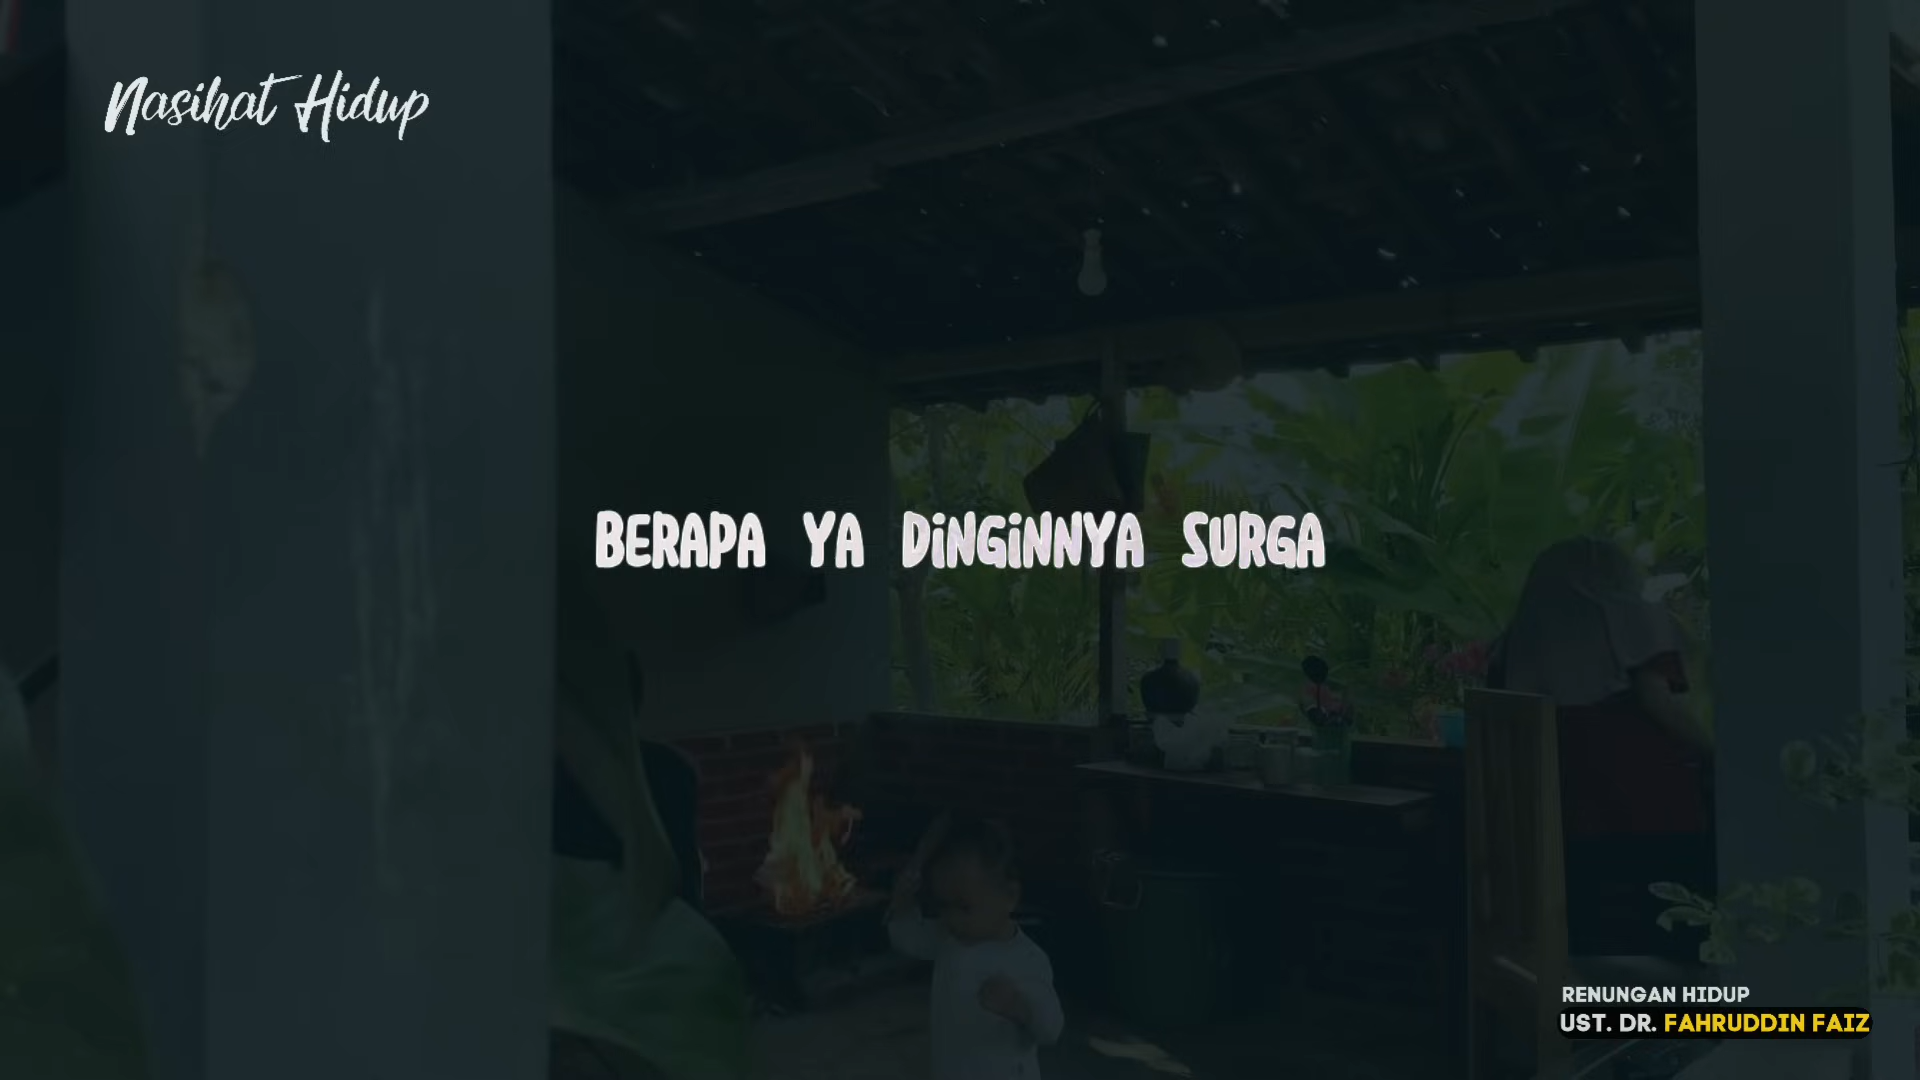 Nasihat Hidup
BERAPA YA DiNGiNNYA SURGA
RENUNGAN HIDUP
UST. DR. FAHRUDDIN FAIZ